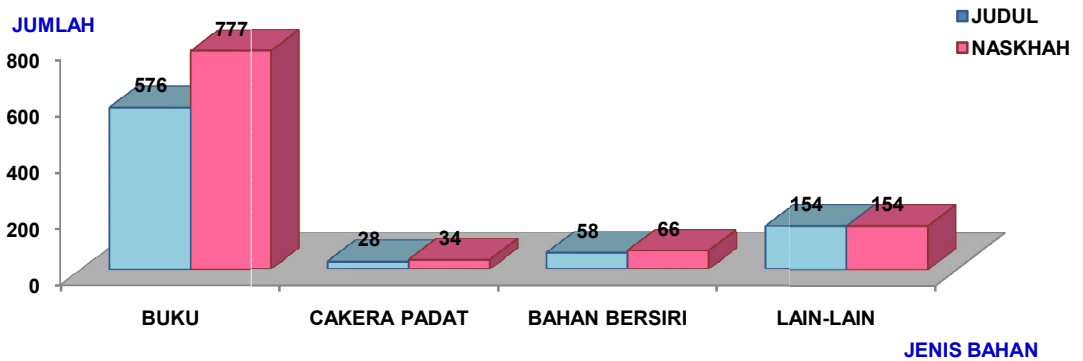 JUMLAH
JUDUL
NASKHAH
800
600
400
200
0
576
777
28
34
58
66
154
154
BUKU
CAKERA PADAT
BAHAN BERSIRI
LAIN-LAIN
JENIS BAHAN